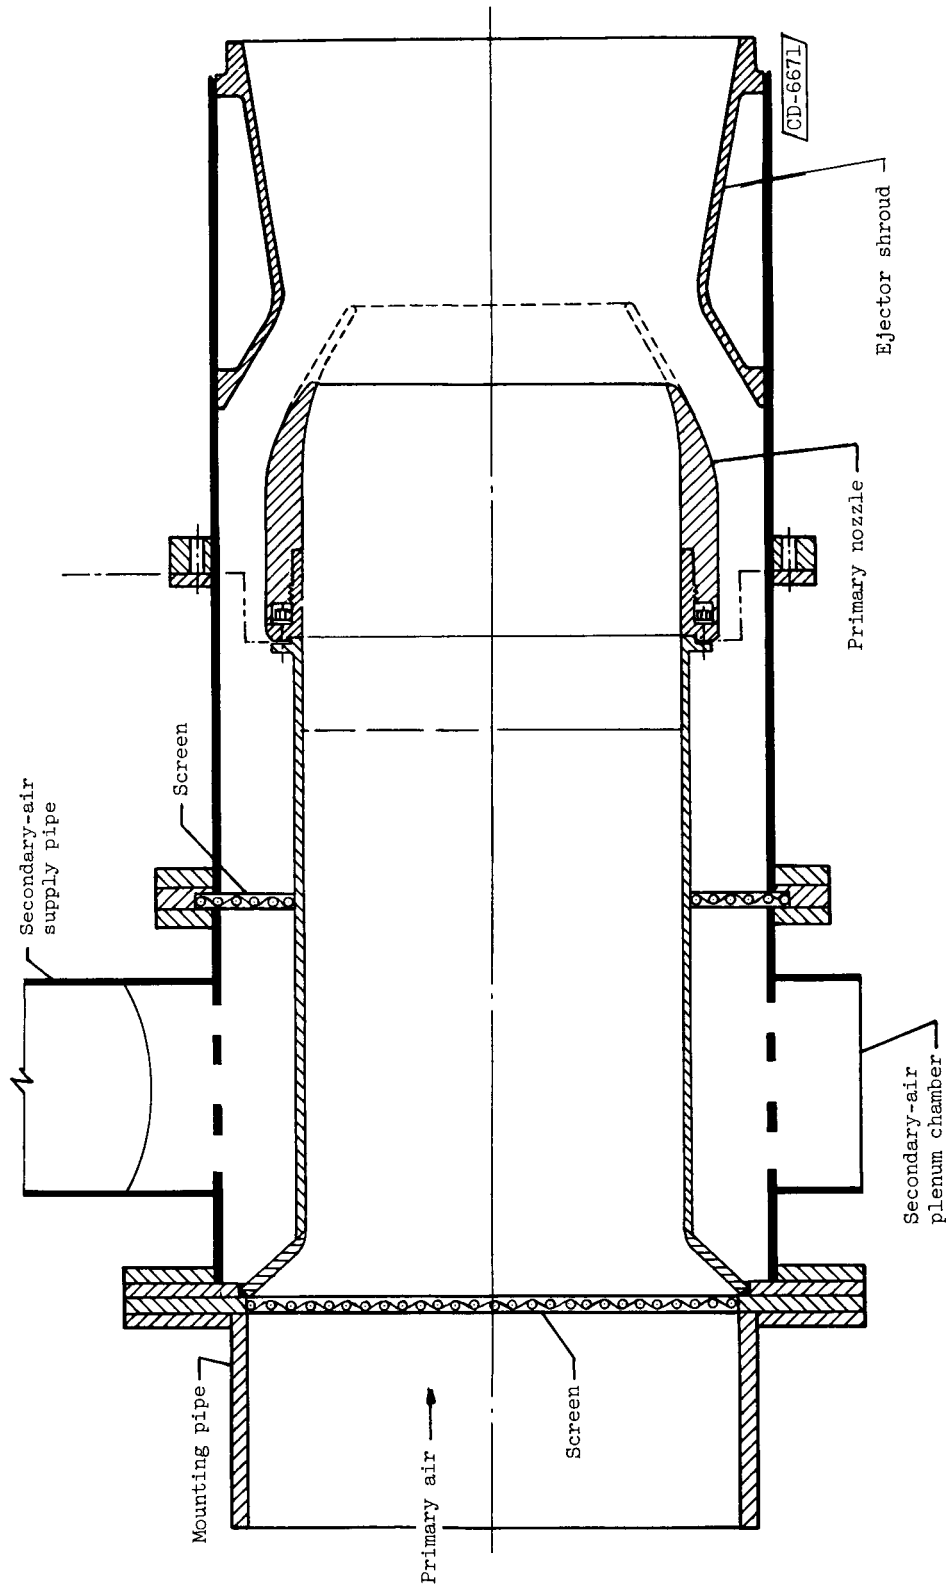 Secondary-air
supply pipe
Screen
Mounting pipe
Primary air
Screen
Secondary-air
plenum chamber
Primary nozzle
Ejector shroud
CD-6671